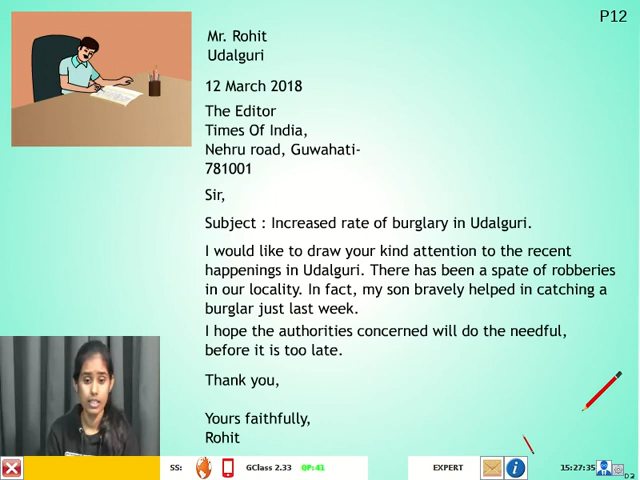 P12
Mr. Rohit
Udalguri
12 March 2018
The Editor
Times Of India,
Nehru road, Guwahati-
781001
Sir,
Subject : Increased rate of burglary in Udalguri.
I would like to draw your kind attention to the recent
happenings in Udalguri. There has been a spate of robberies
in our locality. In fact, my son bravely helped in catching a
burglar just last week.
I hope the authorities concerned will do the needful,
before it is too late.
Thank you,
Yours faithfully,
Rohit
SS: GClass 2.33 QP:41 EXPERT 15:27:35